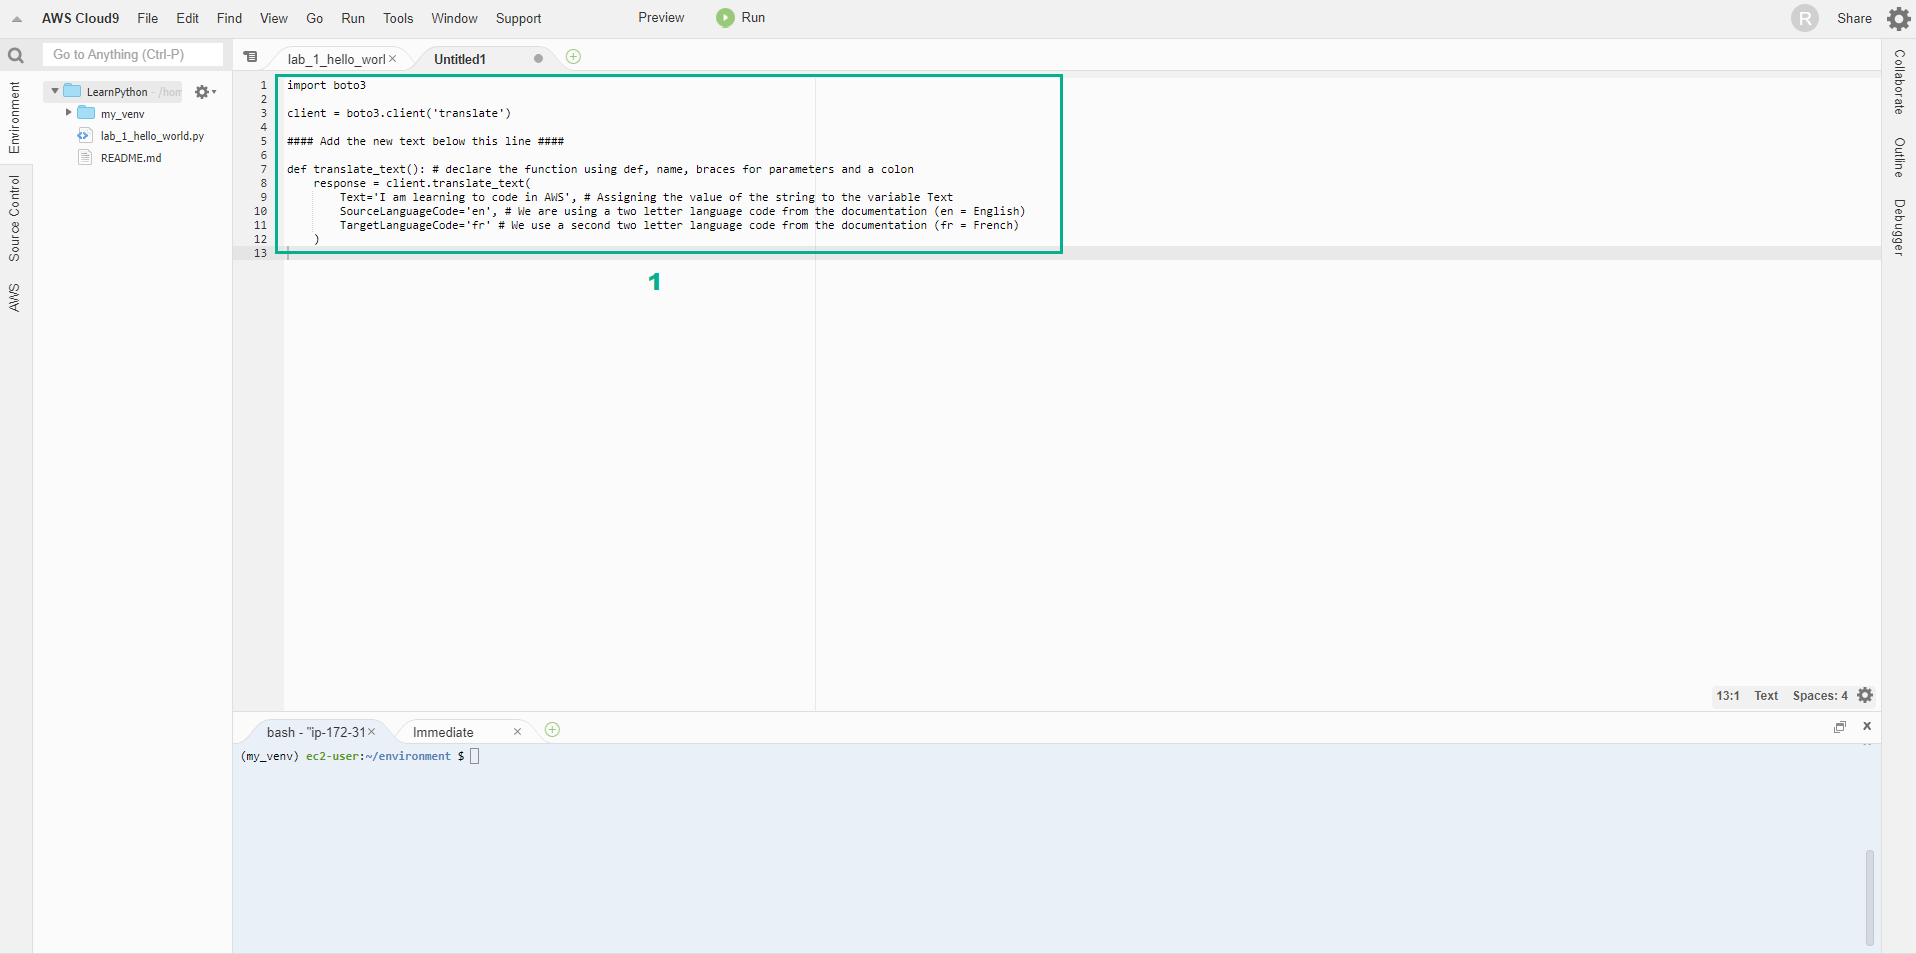 AWS Cloud9 File Edit Find View Go Run Tools Window Support Preview Run R Share
Go to Anything (Ctrl-P)
lab_1_hello_worl ×
Untitled1
Environment
Source Control
AWS
LearnPython - /hom
my_venv
lab_1_hello_world.py
README.md
1 import boto3
2
3 client = boto3.client('translate')
4
5 #### Add the new text below this line ####
6
7 def translate_text(): # declare the function using def, name, braces for parameters and a colon
8 response = client.translate_text(
9 Text='I am learning to code in AWS', # Assigning the value of the string to the variable Text
10 SourceLanguageCode='en', # We are using a two letter language code from the documentation (en = English)
11 TargetLanguageCode='fr' # We use a second two letter language code from the documentation (fr = French)
12 )
13
1
Collaborate
Outline
Debugger
13:1 Text Spaces: 4
bash - "ip-172-31 ×
Immediate ×
(my_venv) ec2-user:~/environment $